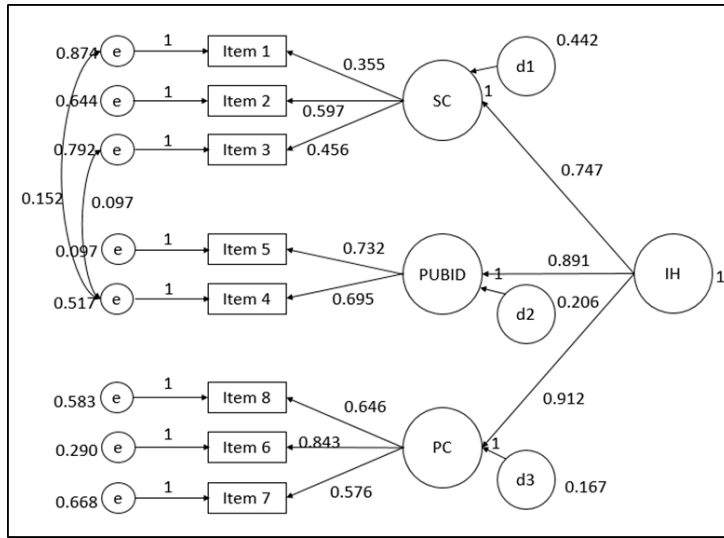 0.874 e 1 Item 1 0.355 SC 1 d1 0.442
0.644 e 1 Item 2 0.597
0.792 e 1 Item 3 0.456
0.152 0.097 0.747
0.097 e 1 Item 5 0.732 PUBID 1 0.891 IH 1
0.517 e 1 Item 4 0.695 d2 0.206
0.583 e 1 Item 8 0.646 0.912
0.290 e 1 Item 6 0.843 PC 1
0.668 e 1 Item 7 0.576 d3 0.167